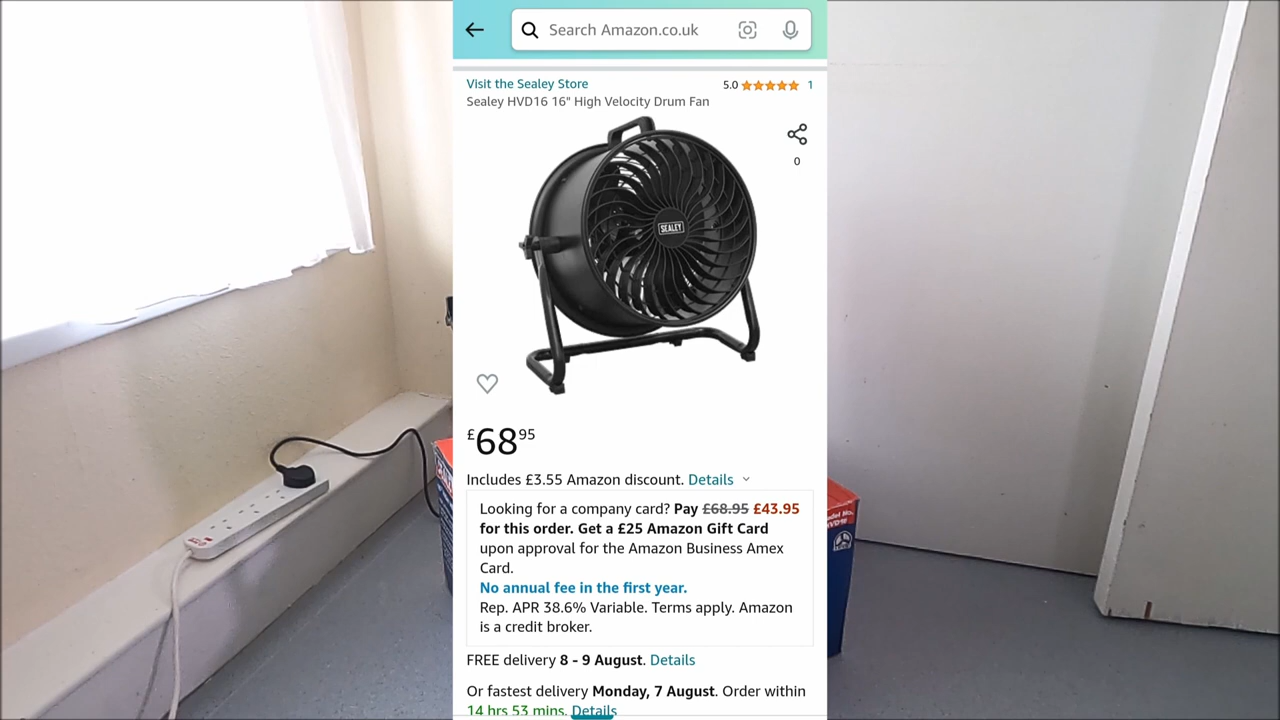 Search Amazon.co.uk
Visit the Sealey Store
5.0 1
Sealey HVD16 16" High Velocity Drum Fan
0
SEALEY
£6895
Includes £3.55 Amazon discount. Details
Looking for a company card? Pay £68.95 £43.95
for this order. Get a £25 Amazon Gift Card
upon approval for the Amazon Business Amex
Card.
No annual fee in the first year.
Rep. APR 38.6% Variable. Terms apply. Amazon
is a credit broker.
FREE delivery 8 - 9 August. Details
Or fastest delivery Monday, 7 August. Order within
14 hrs 53 mins. Details